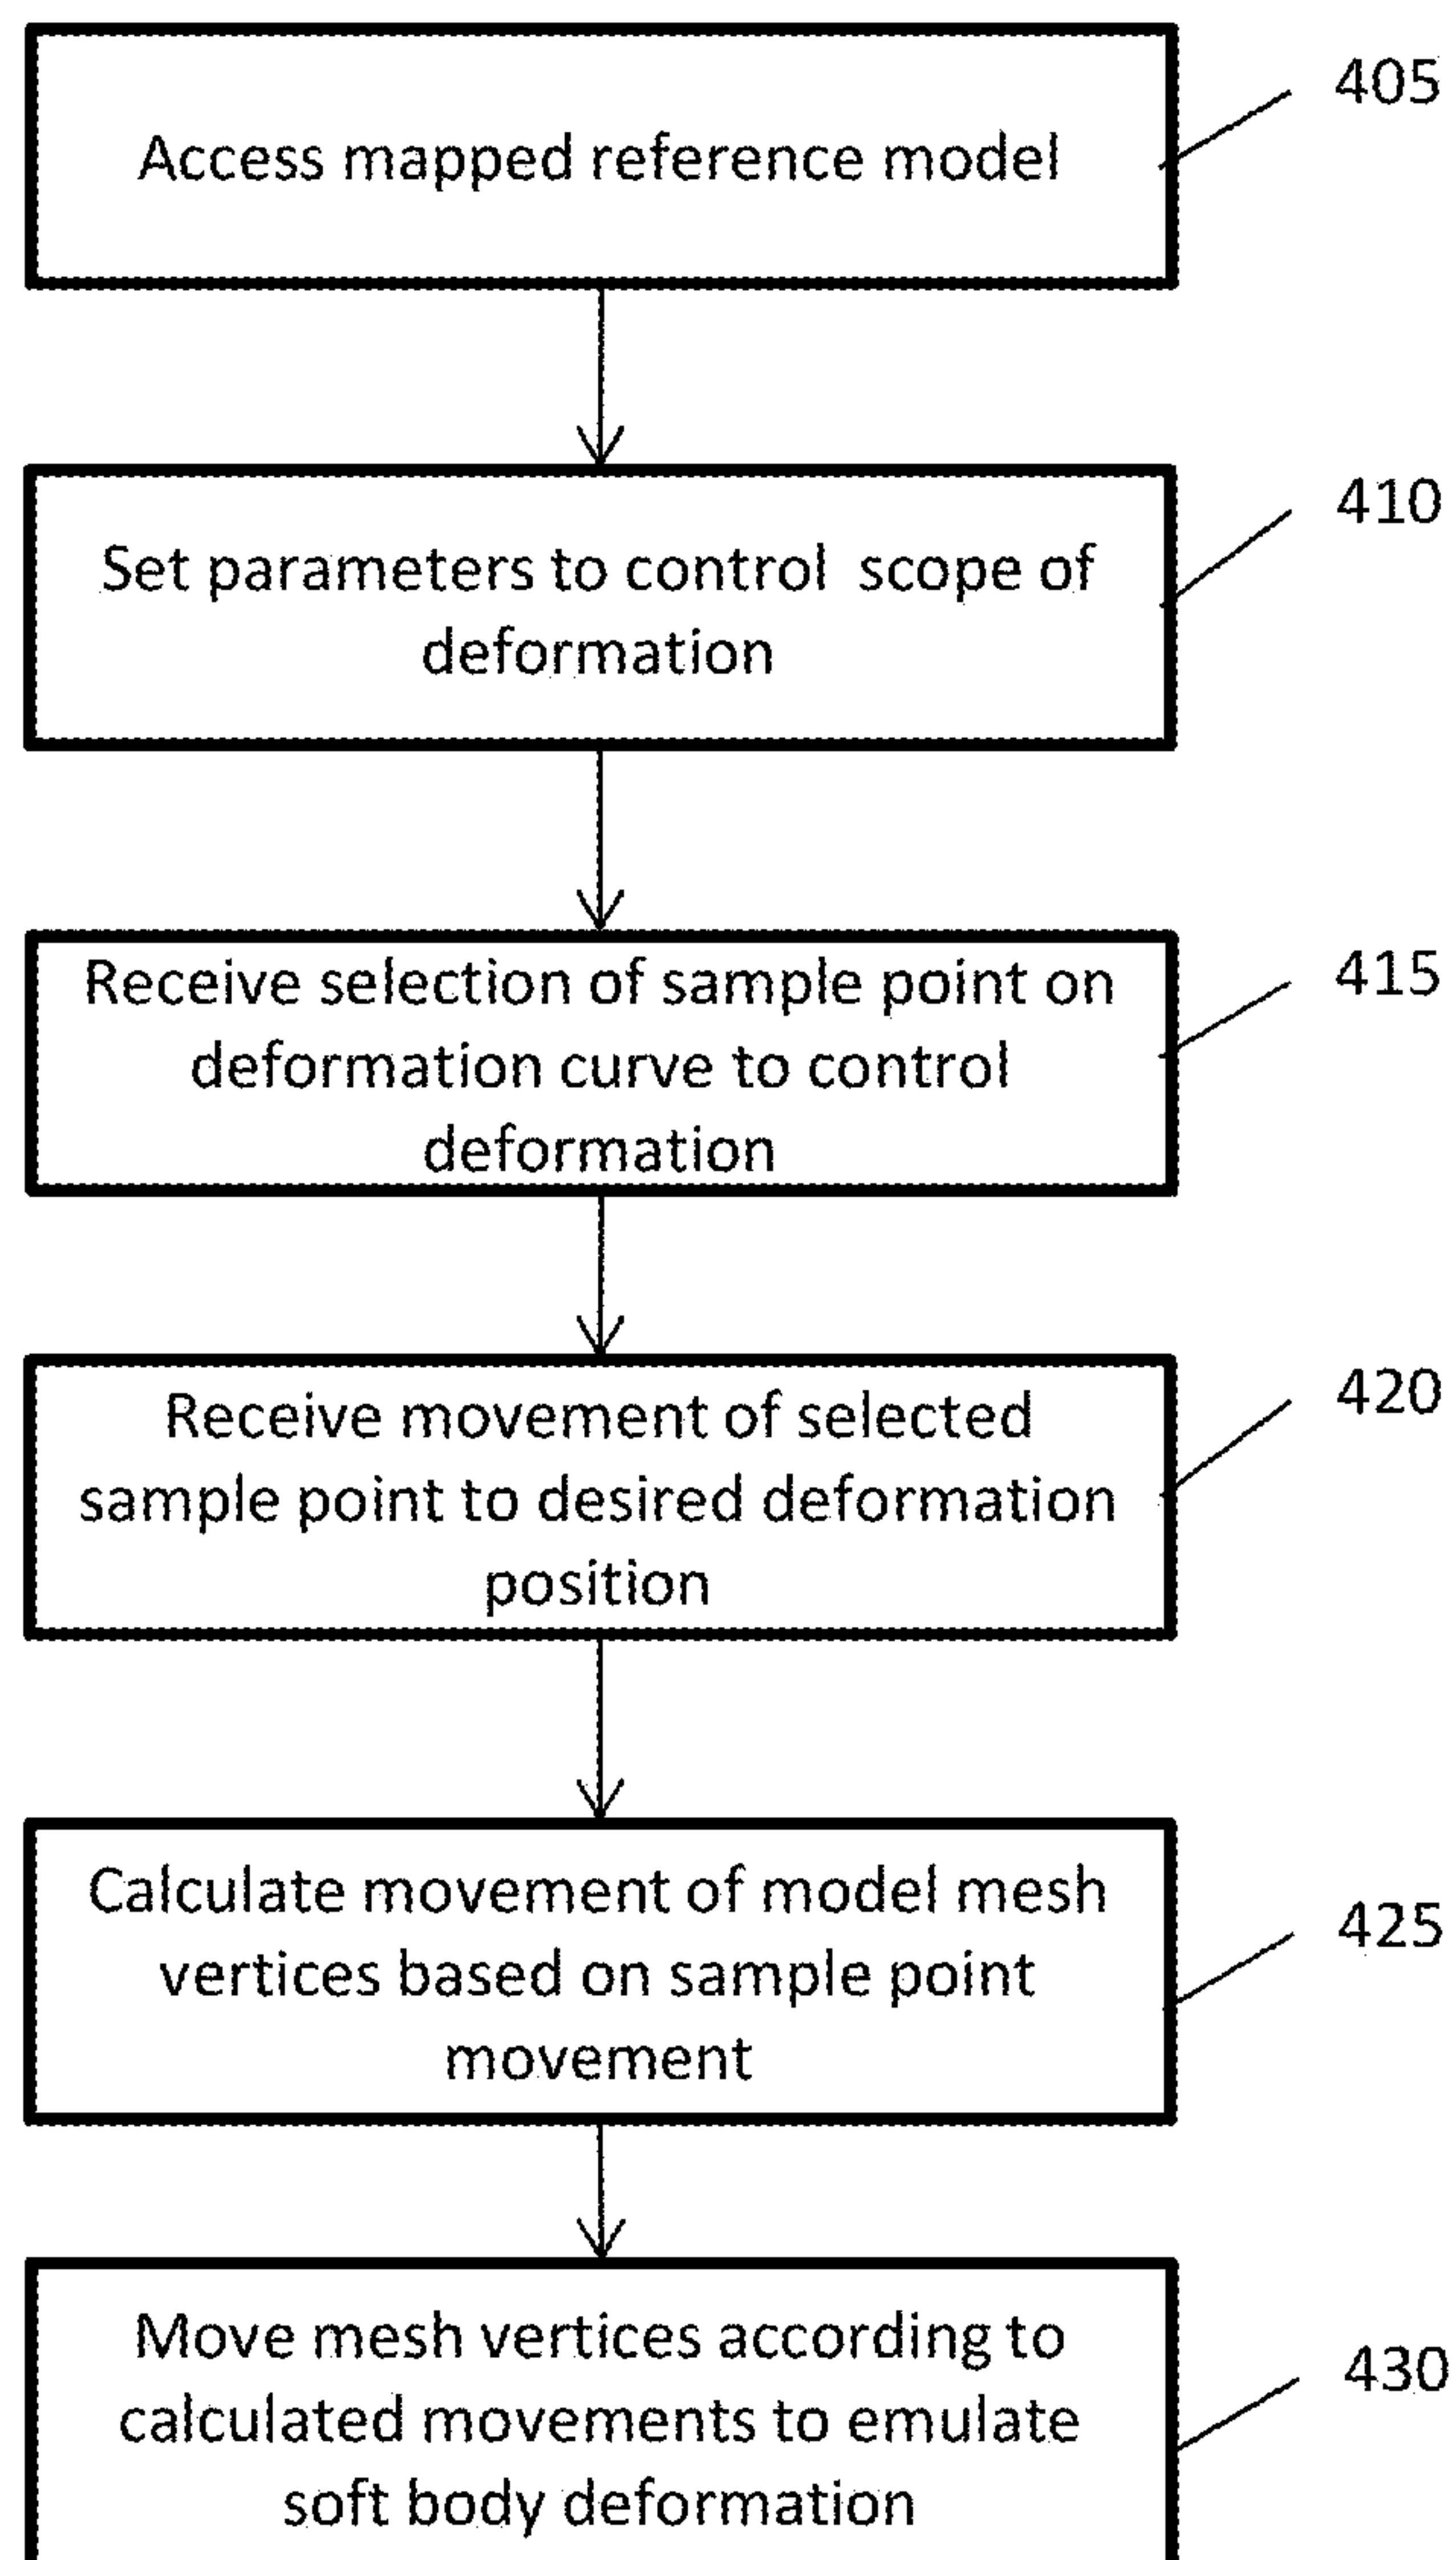 Access mapped reference model
405
Set parameters to control scope of
deformation
410
Receive selection of sample point on
deformation curve to control
deformation
415
Receive movement of selected
sample point to desired deformation
position
420
Calculate movement of model mesh
vertices based on sample point
movement
425
Move mesh vertices according to
calculated movements to emulate
soft body deformation
430